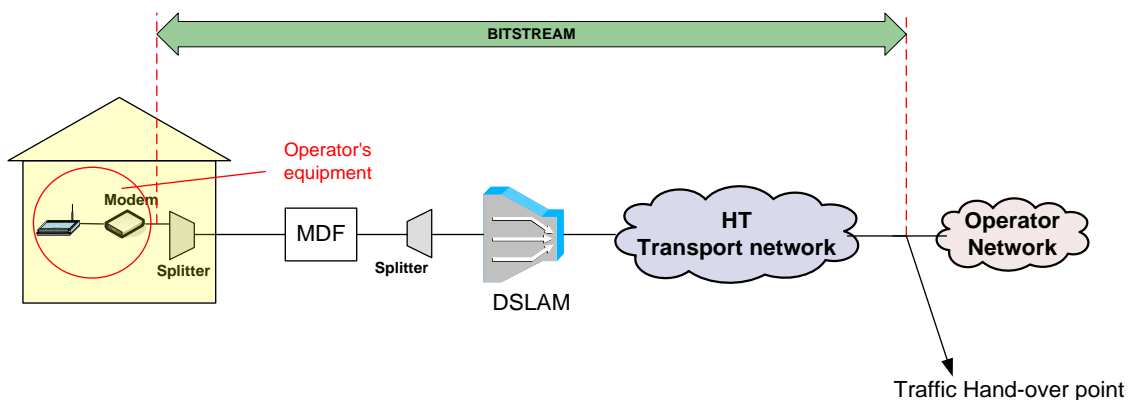 BITSTREAM
Operator's
equipment
Modem
Splitter
MDF
Splitter
DSLAM
HT
Transport network
Operator
Network
Traffic Hand-over point